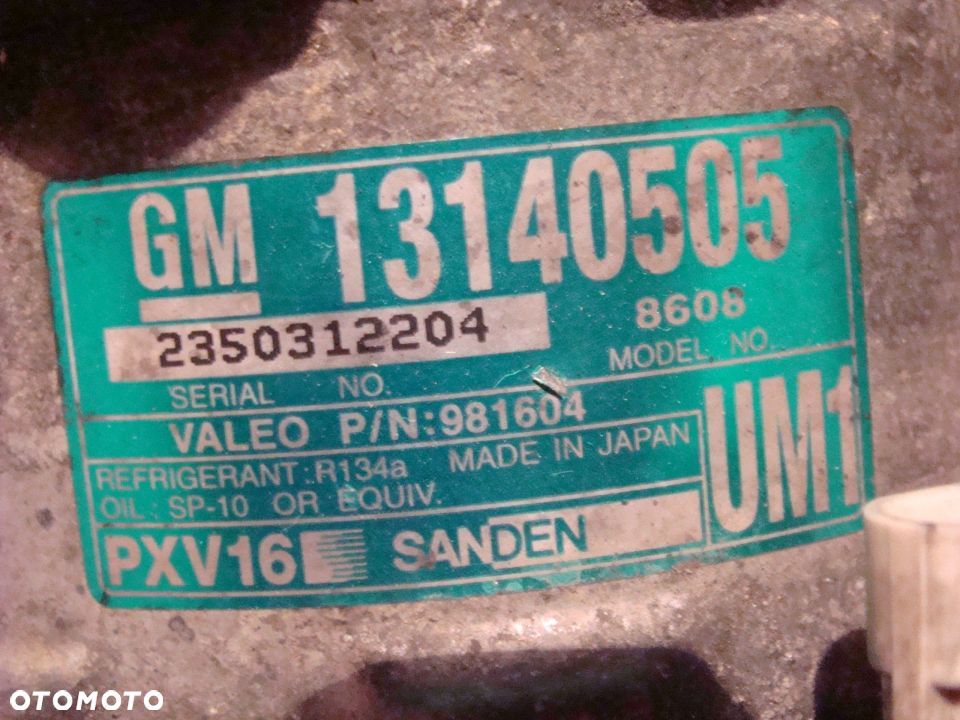 GM 13140505
2350312204 8608
SERIAL NO. MODEL NO.
VALEO P/N:981604
REFRIGERANT:R134a MADE IN JAPAN
OIL : SP-10 OR EQUIV.
UM1
PXV16 SANDEN
OTOMOTO